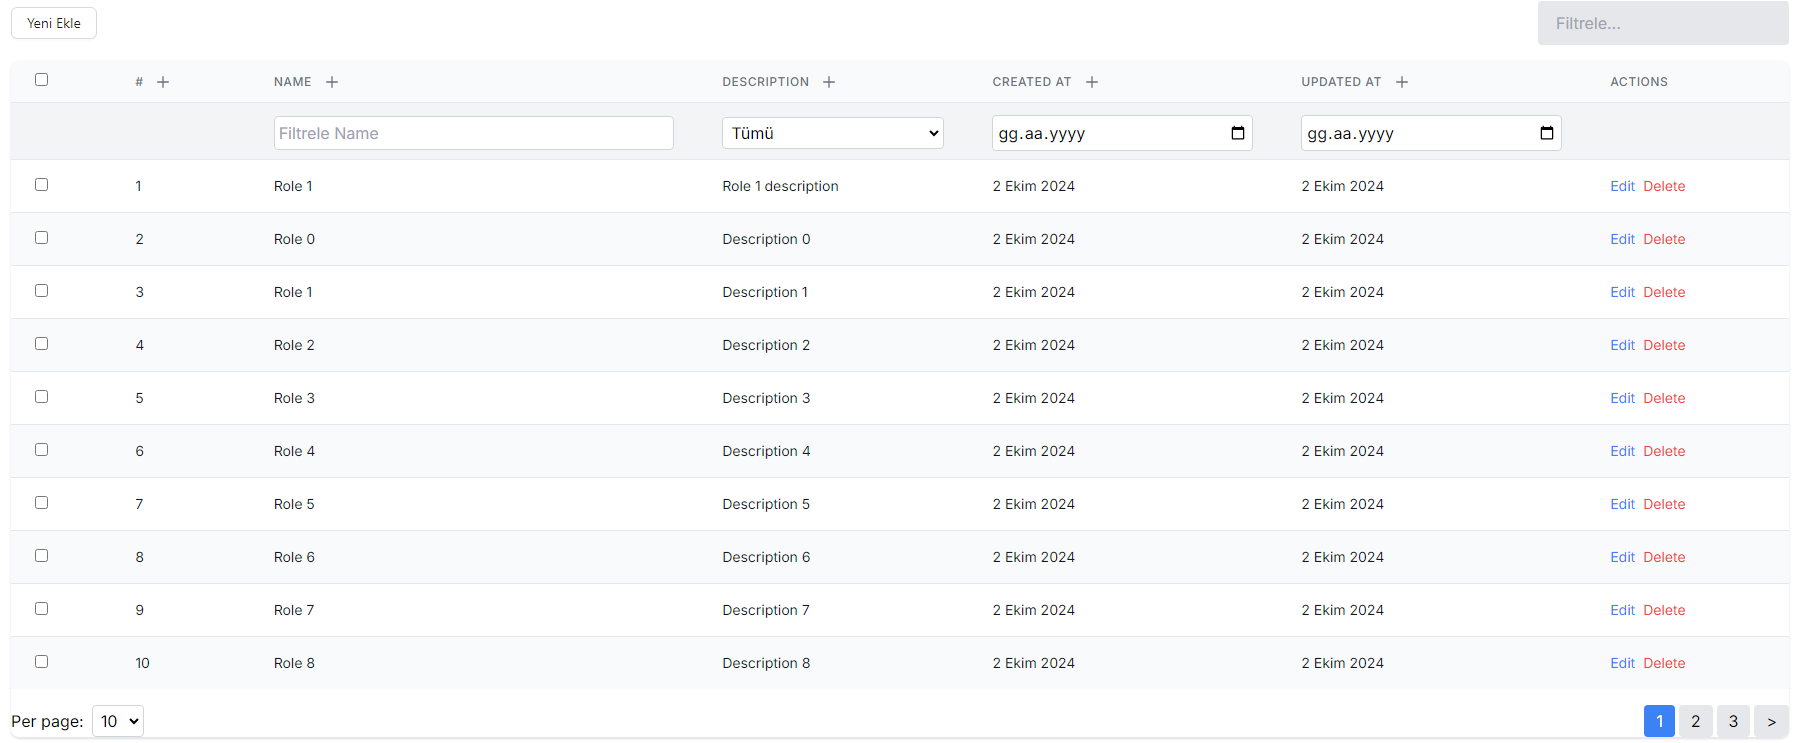 Yeni Ekle Filtrele...
# + NAME + DESCRIPTION + CREATED AT + UPDATED AT + ACTIONS
Filtrele Name Tümü gg.aa.yyyy gg.aa.yyyy
1 Role 1 Role 1 description 2 Ekim 2024 2 Ekim 2024 Edit Delete
2 Role 0 Description 0 2 Ekim 2024 2 Ekim 2024 Edit Delete
3 Role 1 Description 1 2 Ekim 2024 2 Ekim 2024 Edit Delete
4 Role 2 Description 2 2 Ekim 2024 2 Ekim 2024 Edit Delete
5 Role 3 Description 3 2 Ekim 2024 2 Ekim 2024 Edit Delete
6 Role 4 Description 4 2 Ekim 2024 2 Ekim 2024 Edit Delete
7 Role 5 Description 5 2 Ekim 2024 2 Ekim 2024 Edit Delete
8 Role 6 Description 6 2 Ekim 2024 2 Ekim 2024 Edit Delete
9 Role 7 Description 7 2 Ekim 2024 2 Ekim 2024 Edit Delete
10 Role 8 Description 8 2 Ekim 2024 2 Ekim 2024 Edit Delete
Per page: 10 1 2 3 >